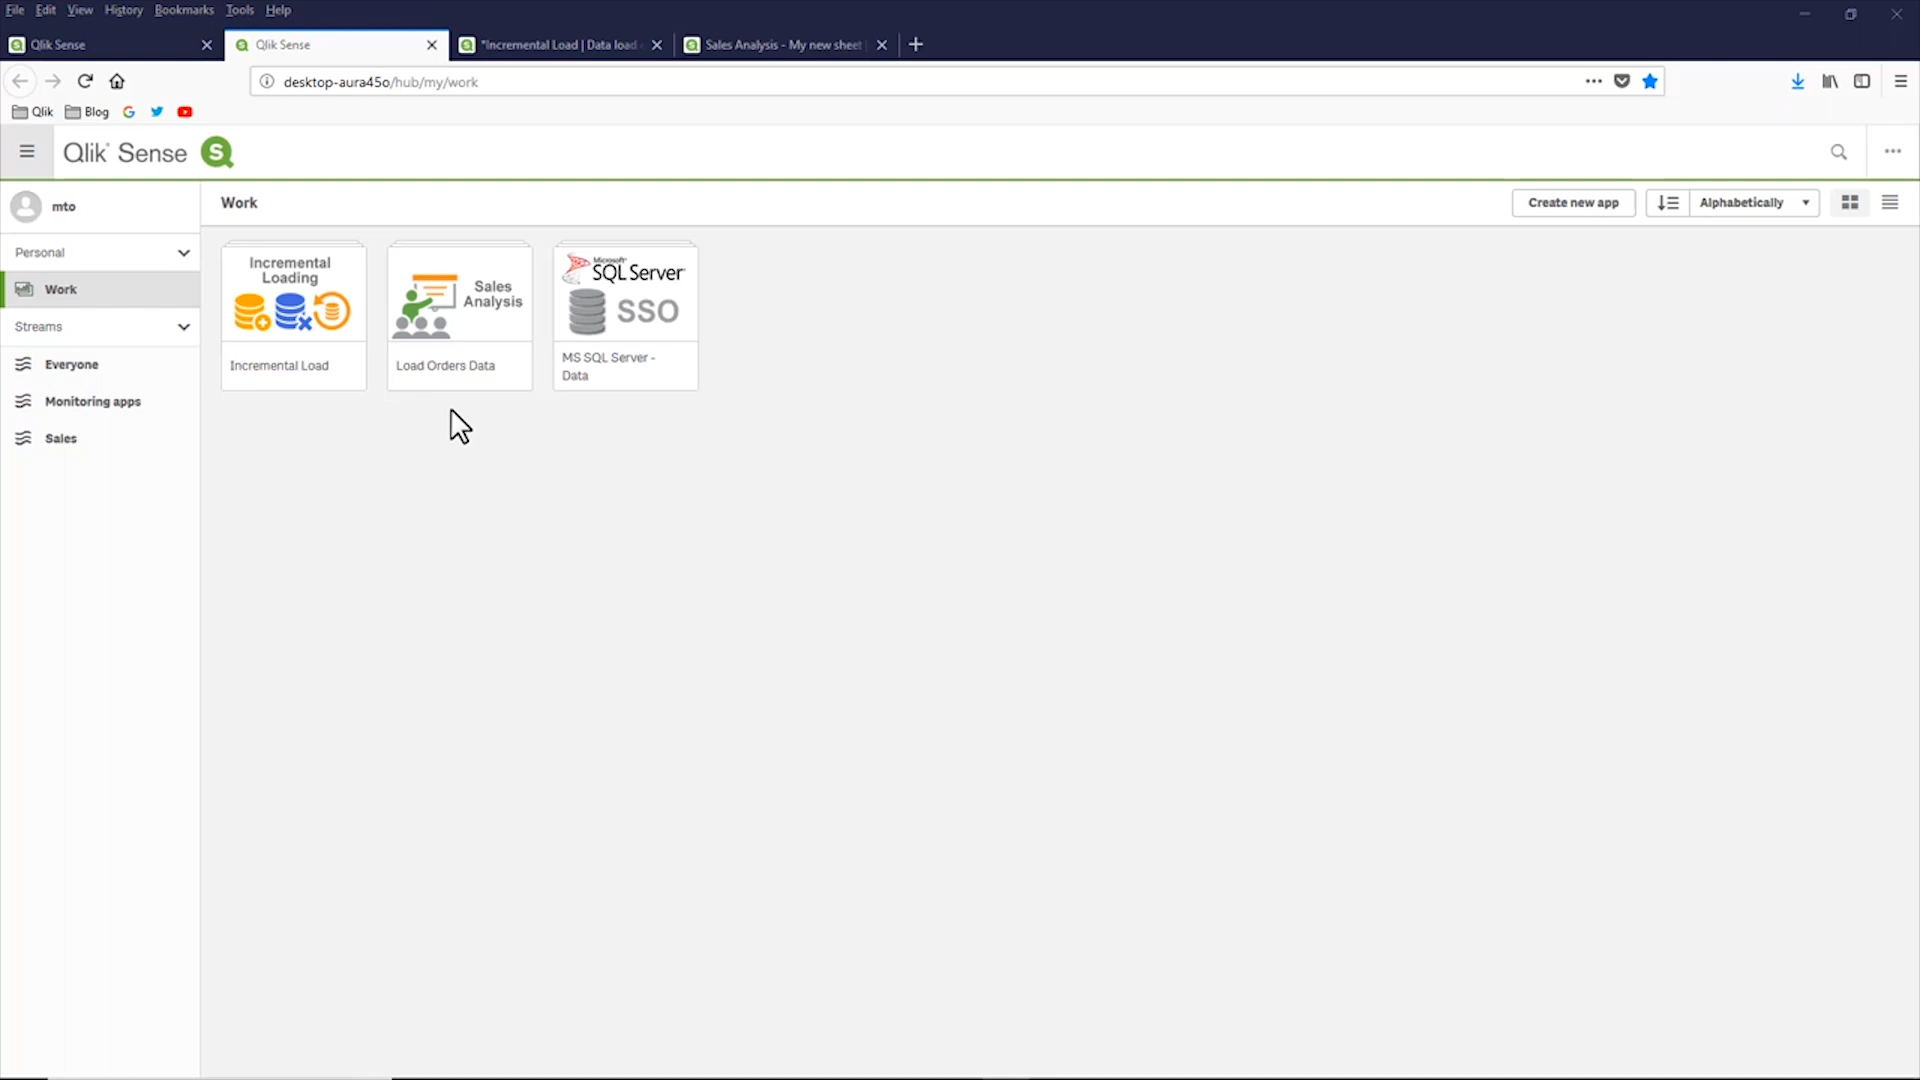 File Edit View History Bookmarks Tools Help
Qlik Sense
Qlik Sense
*Incremental Load | Data load
Sales Analysis - My new sheet
desktop-aura45o/hub/my/work
Qlik
Blog
Qlik Sense
mto
Work
Create new app
Alphabetically
Personal
Work
Streams
Everyone
Monitoring apps
Sales
Incremental
Loading
Incremental Load
Sales
Analysis
Load Orders Data
Microsoft
SQL Server
SSO
MS SQL Server -
Data